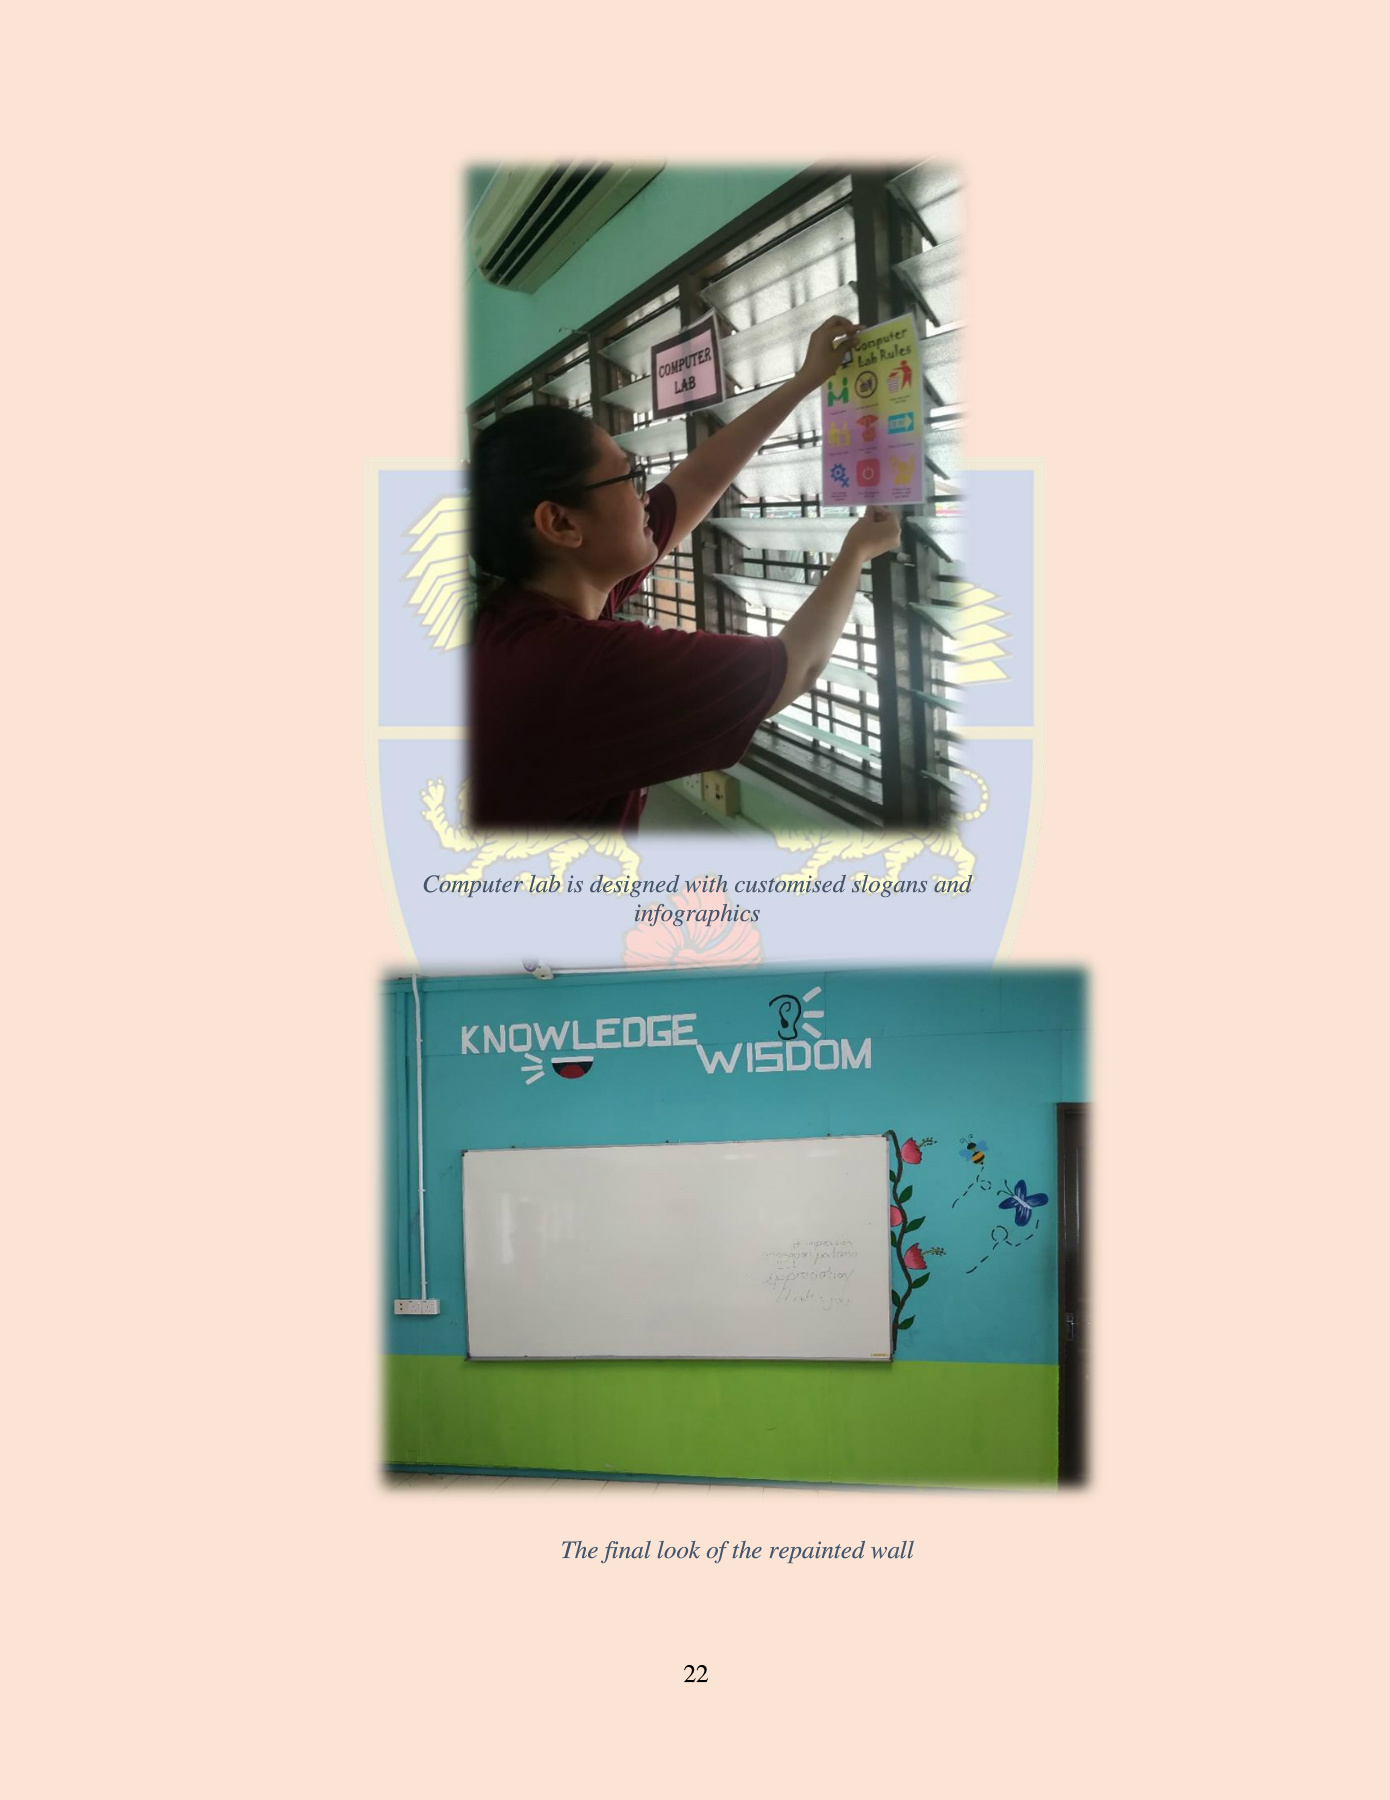 COMPUTER
LAB
Computer
Lab Rules
Computer lab is designed with customised slogans and
infographics
KNOWLEDGE
WISDOM
The final look of the repainted wall
22